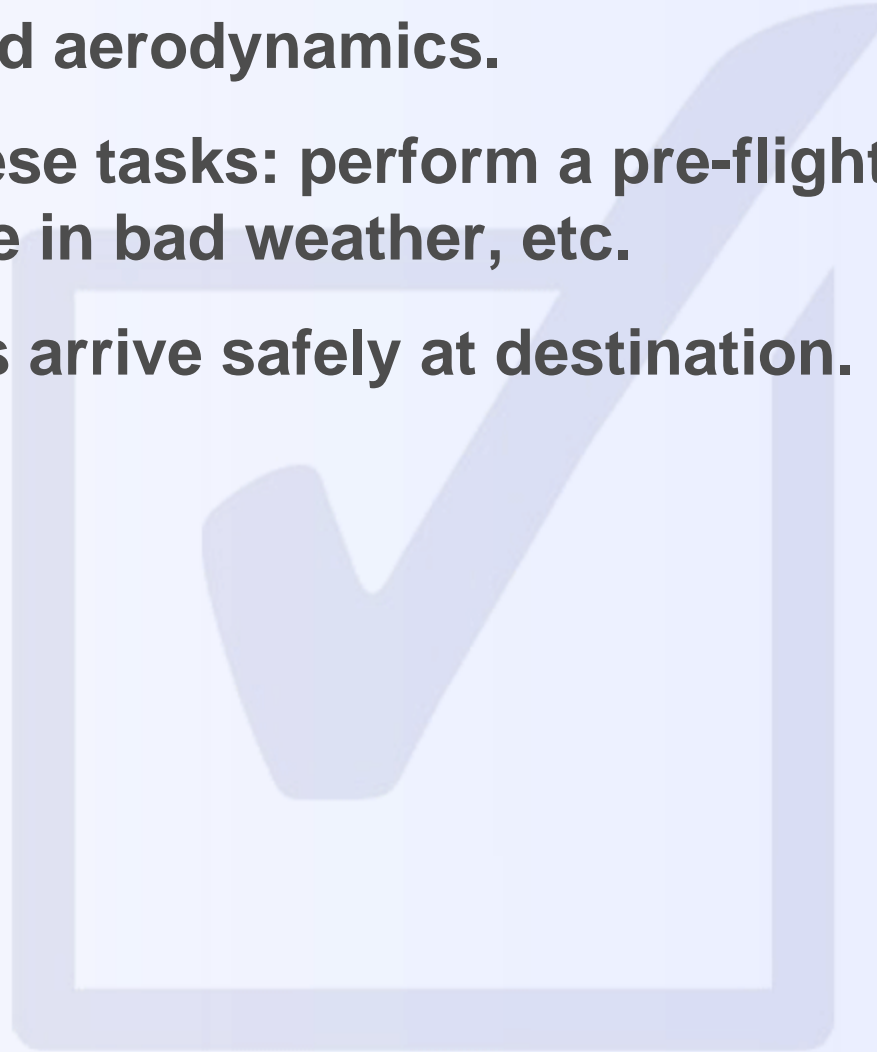 d aerodynamics.
ese tasks: perform a pre-flight
e in bad weather, etc.
s arrive safely at destination.